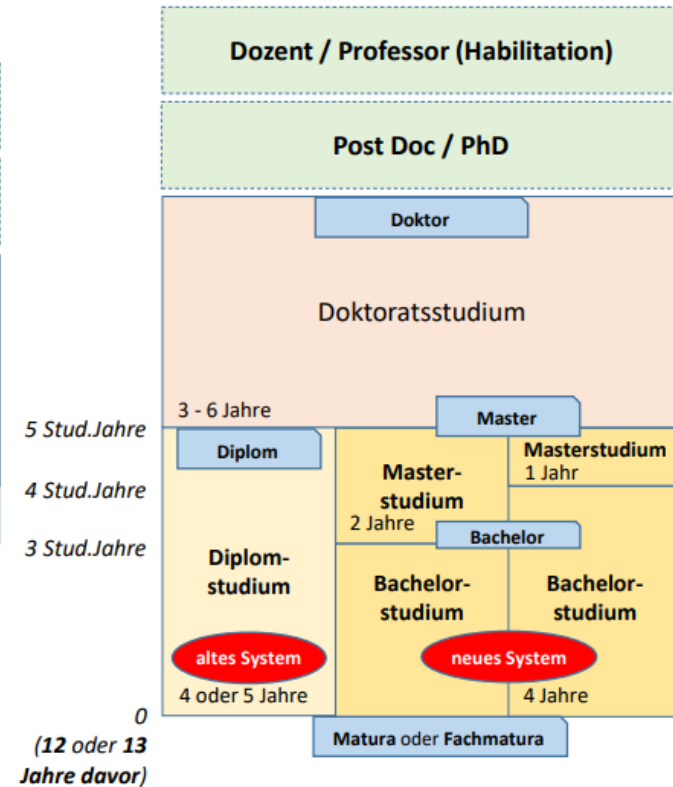 Dozent / Professor (Habilitation)
Post Doc / PhD
Doktor
Doktoratsstudium
3 - 6 Jahre
5 Stud.Jahre
Master
Diplom
Master-
studium
2 Jahre
Masterstudium
1 Jahr
4 Stud.Jahre
3 Stud.Jahre
Bachelor
Diplom-
studium
Bachelor-
studium
Bachelor-
studium
altes System
neues System
4 oder 5 Jahre
4 Jahre
0
(12 oder 13
Jahre davor)
Matura oder Fachmatura